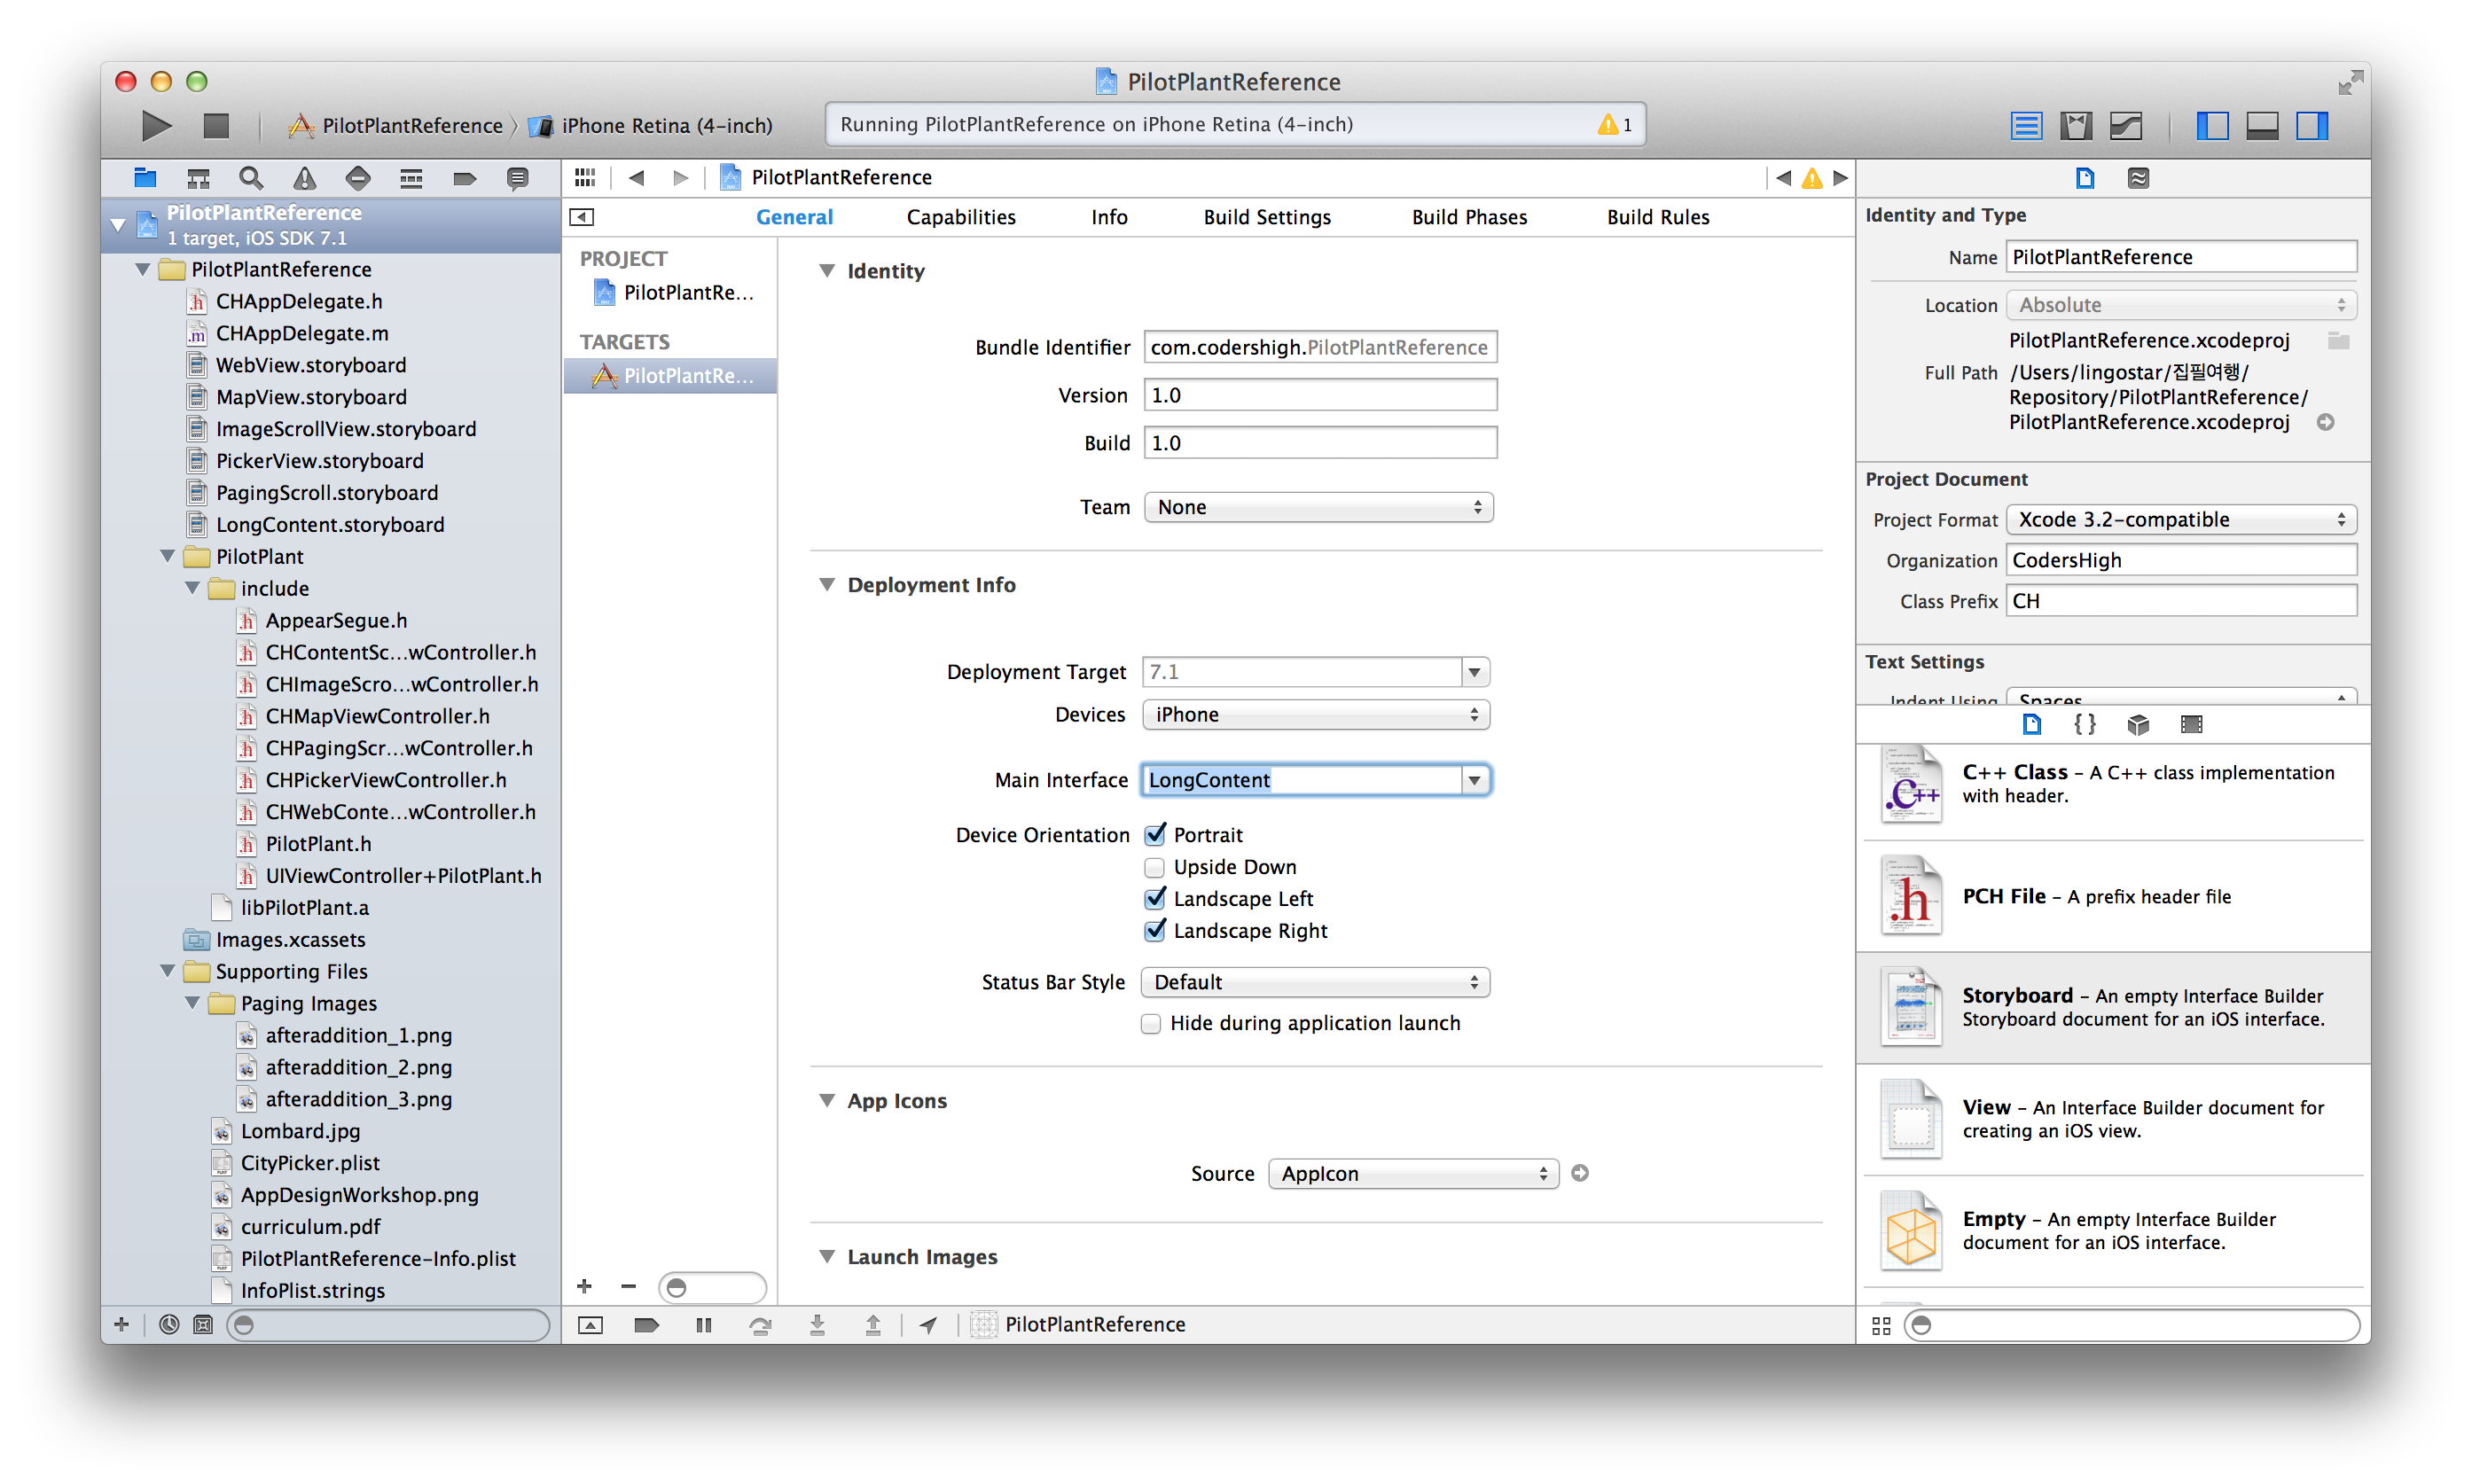 PilotPlantReference
PilotPlantReference
iPhone Retina (4-inch)
Running PilotPlantReference on iPhone Retina (4-inch)
1
PilotPlantReference
1 target, iOS SDK 7.1
PilotPlantReference
CHAppDelegate.h
CHAppDelegate.m
WebView.storyboard
MapView.storyboard
ImageScrollView.storyboard
PickerView.storyboard
PagingScroll.storyboard
LongContent.storyboard
PilotPlant
include
AppearSegue.h
CHContentSc...wController.h
CHImageScro...wController.h
CHMapViewController.h
CHPagingScr...wController.h
CHPickerViewController.h
CHWebConte...wController.h
PilotPlant.h
UIViewController+PilotPlant.h
libPilotPlant.a
Images.xcassets
Supporting Files
Paging Images
afteraddition_1.png
afteraddition_2.png
afteraddition_3.png
Lombard.jpg
CityPicker.plist
AppDesignWorkshop.png
curriculum.pdf
PilotPlantReference-Info.plist
InfoPlist.strings
PilotPlantReference
General
Capabilities
Info
Build Settings
Build Phases
Build Rules
PROJECT
PilotPlantRe...
TARGETS
PilotPlantRe...
Identity
Bundle Identifier com.codershigh.PilotPlantReference
Version 1.0
Build 1.0
Team None
Deployment Info
Deployment Target 7.1
Devices iPhone
Main Interface LongContent
Device Orientation Portrait
Upside Down
Landscape Left
Landscape Right
Status Bar Style Default
Hide during application launch
App Icons
Source AppIcon
Launch Images
PilotPlantReference
Identity and Type
Name PilotPlantReference
Location Absolute
PilotPlantReference.xcodeproj
Full Path /Users/lingostar/집필여행/
Repository/PilotPlantReference/
PilotPlantReference.xcodeproj
Project Document
Project Format Xcode 3.2-compatible
Organization CodersHigh
Class Prefix CH
Text Settings
Indent Using Spaces
C++ Class – A C++ class implementation
with header.
PCH File – A prefix header file
Storyboard – An empty Interface Builder
Storyboard document for an iOS interface.
View – An Interface Builder document for
creating an iOS view.
Empty – An empty Interface Builder
document for an iOS interface.